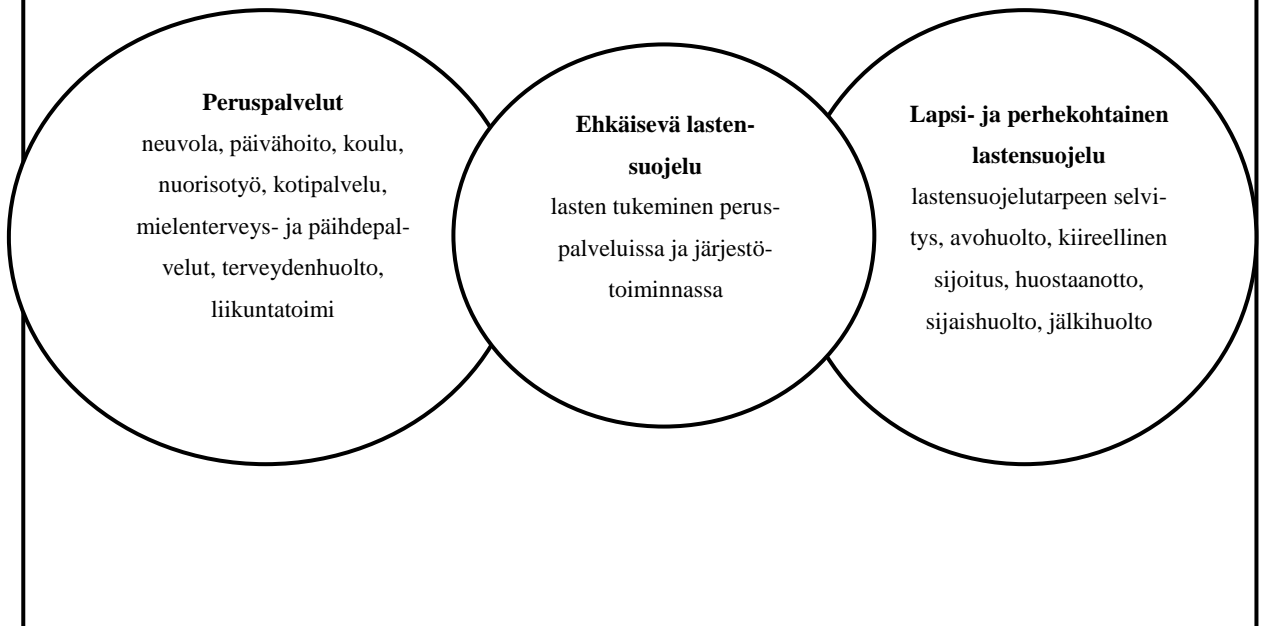 Peruspalvelut
neuvola, päivähoito, koulu,
nuorisotyö, kotipalvelu,
mielenterveys- ja päihdepal-
velut, terveydenhuolto,
liikuntatoimi
Ehkäisevä lasten-
suojelu
lasten tukeminen perus-
palveluissa ja järjestö-
toiminnassa
Lapsi- ja perhekohtainen
lastensuojelu
lastensuojelutarpeen selvi-
tys, avohuolto, kiireellinen
sijoitus, huostaanotto,
sijaishuolto, jälkihuolto